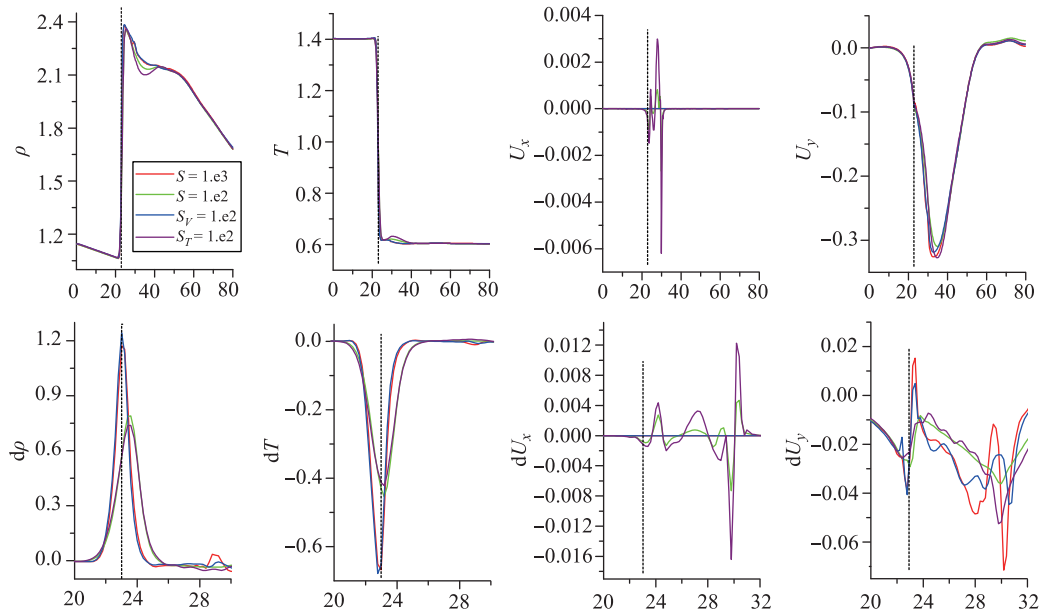 2.4
2.1
1.8
1.5
1.2
ρ
0 20 40 60 80
S = 1.e3
S = 1.e2
S_V = 1.e2
S_T = 1.e2
1.4
1.2
1.0
0.8
0.6
T
0 20 40 60 80
0.004
0.002
0.000
−0.002
−0.004
−0.006
U_x
0 20 40 60 80
0.0
−0.1
−0.2
−0.3
U_y
0 20 40 60 80
1.2
0.9
0.6
0.3
0.0
dρ
20 24 28
0.0
−0.2
−0.4
−0.6
dT
20 24 28
0.012
0.008
0.004
0.000
−0.004
−0.008
−0.012
−0.016
dU_x
20 22 24 26 28 30 32
0.02
0.00
−0.02
−0.04
−0.06
dU_y
20 22 24 26 28 30 32